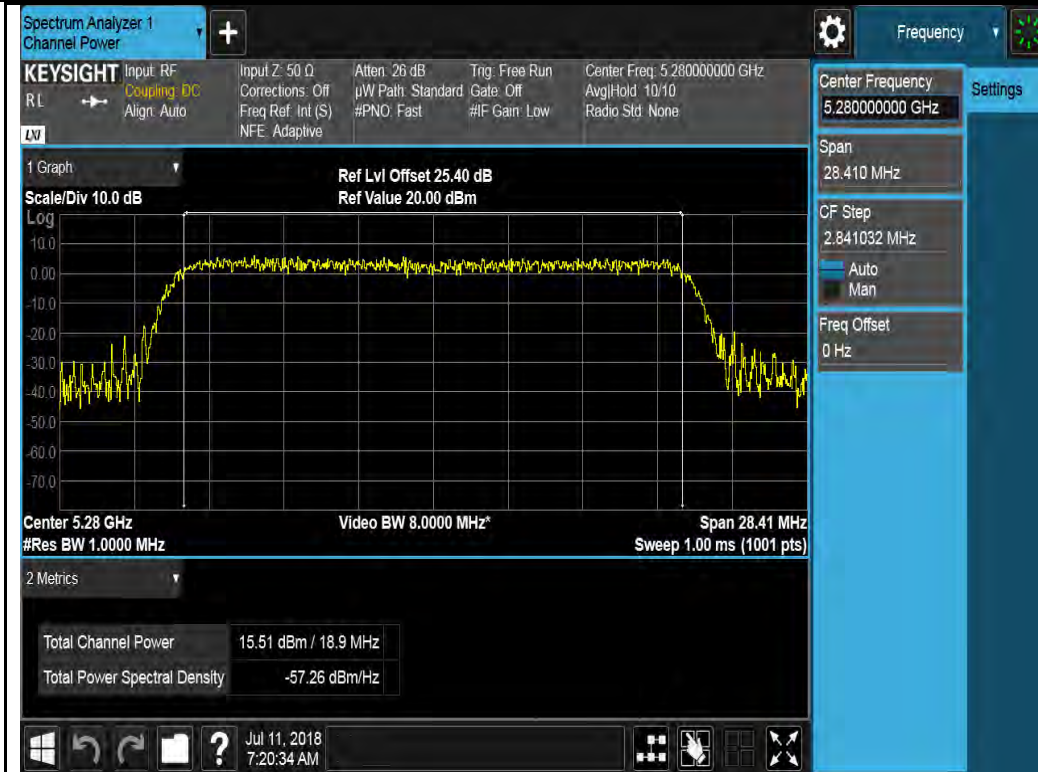 Spectrum Analyzer 1
Channel Power
+
Frequency
KEYSIGHT
RL
LXI
Input: RF
Coupling: DC
Align: Auto
Input Z: 50 Ω
Corrections: Off
Freq Ref: Int (S)
NFE: Adaptive
Atten: 26 dB
µW Path: Standard
#PNO: Fast
Trig: Free Run
Gate: Off
#IF Gain: Low
Center Freq: 5.280000000 GHz
Avg|Hold: 10/10
Radio Std: None
1 Graph
Scale/Div 10.0 dB
Ref Lvl Offset 25.40 dB
Ref Value 20.00 dBm
Log
10.0
0.00
-10.0
-20.0
-30.0
-40.0
-50.0
-60.0
-70.0
Center 5.28 GHz
#Res BW 1.0000 MHz
Video BW 8.0000 MHz*
Span 28.41 MHz
Sweep 1.00 ms (1001 pts)
2 Metrics
Total Channel Power 15.51 dBm / 18.9 MHz
Total Power Spectral Density -57.26 dBm/Hz
?
Jul 11, 2018
7:20:34 AM
Center Frequency
5.280000000 GHz
Settings
Span
28.410 MHz
CF Step
2.841032 MHz
Auto
Man
Freq Offset
0 Hz